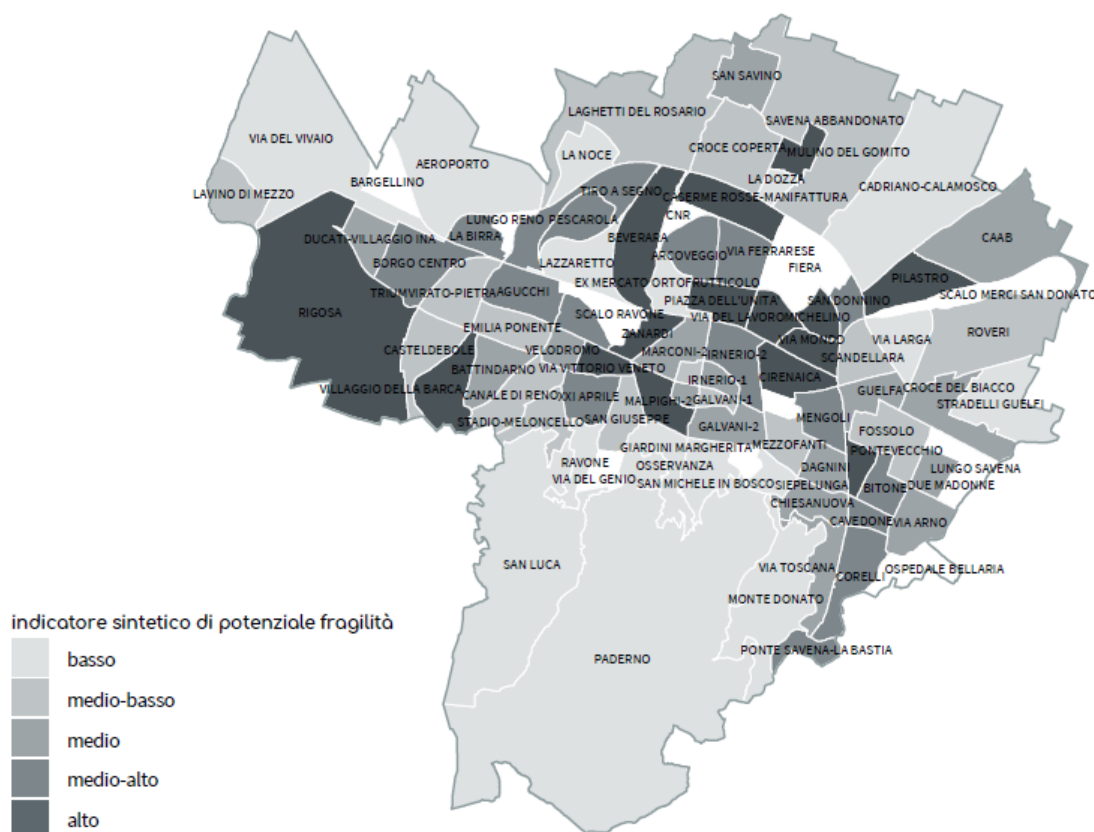 SAN SAVINO
LAGHETTI DEL ROSARIO
SAVENA ABBANDONATO
VIA DEL VIVAIO
LA NOCE
CROCE COPERTA
MULINO DEL GOMITO
AEROPORTO
BARGELLINO
LA DOZZA
CADRIANO-CALAMOSCO
LAVINO DI MEZZO
TIRO A SEGNO
CASERME ROSSE-MANIFATTURA
LUNGO RENO
PESCAROLA
CNR
DUCATI-VILLAGGIO INA
LA BIRRA
BEVERARA
CAAB
BORGO CENTRO
LAZZARETTO
ARCOVEGGIO
VIA FERRARESE
FIERA
PILASTRO
EX MERCATO ORTOFRUTTICOLO
TRIUMVIRATO-PIETRA
AGUCCHI
SCALO MERCI SAN DONATO
RIGOSA
PIAZZA DELL'UNITA'
SAN DONNINO
SCALO RAVONE
VIA DEL LAVORO
MICHELINO
EMILIA PONENTE
ZANARDI
VIA MONDO
VIA LARGA
ROVERI
CASTELDEBOLE
VELODROMO
MARCONI-2
IRNERIO-2
SCANDELLARA
BATTINDARNO
VIA VITTORIO VENETO
IRNERIO-1
CIRENAICA
VILLAGGIO DELLA BARCA
CANALE DI RENO
XXI APRILE
MALPIGHI-2
GALVANI-1
GUELFA
CROCE DEL BIACCO
STRADELLI GUELFI
STADIO-MELONCELLO
SAN GIUSEPPE
GALVANI-2
MENGOLI
FOSSOLO
GIARDINI MARGHERITA
MEZZOFANTI
PONTEVECCHIO
RAVONE
OSSERVANZA
DAGNINI
LUNGO SAVENA
VIA DEL GENIO
SAN MICHELE IN BOSCO
SIEPELUNGA
BITONE
DUE MADONNE
CHIESANUOVA
CAVEDONE
VIA ARNO
SAN LUCA
VIA TOSCANA
CORELLI
OSPEDALE BELLARIA
MONTE DONATO
PONTE SAVENA-LA BASTIA
PADERNO
indicatore sintetico di potenziale fragilità
basso
medio-basso
medio
medio-alto
alto